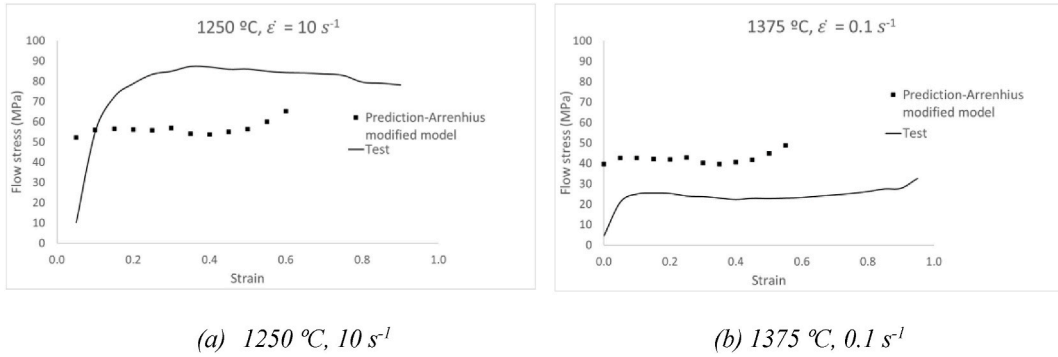 1250 ºC, ε̇ = 10 s⁻¹
100
90
80
70
60
50
40
30
20
10
0
Flow stress (MPa)
0.0 0.2 0.4 0.6 0.8 1.0
Strain
Prediction-Arrenhius
modified model
Test
1375 ºC, ε̇ = 0.1 s⁻¹
100
90
80
70
60
50
40
30
20
10
0
Flow stress (MPa)
0.0 0.2 0.4 0.6 0.8 1.0
Strain
Prediction-Arrenhius
modified model
Test
(a) 1250 ºC, 10 s⁻¹
(b) 1375 ºC, 0.1 s⁻¹